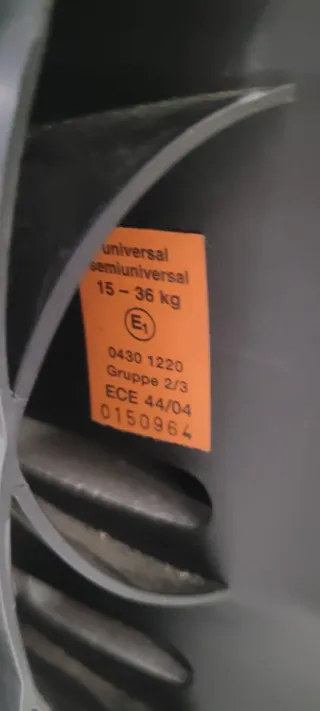 universal
semiuniversal
15 – 36 kg
E1
0430 1220
Gruppe 2/3
ECE 44/04
0150964